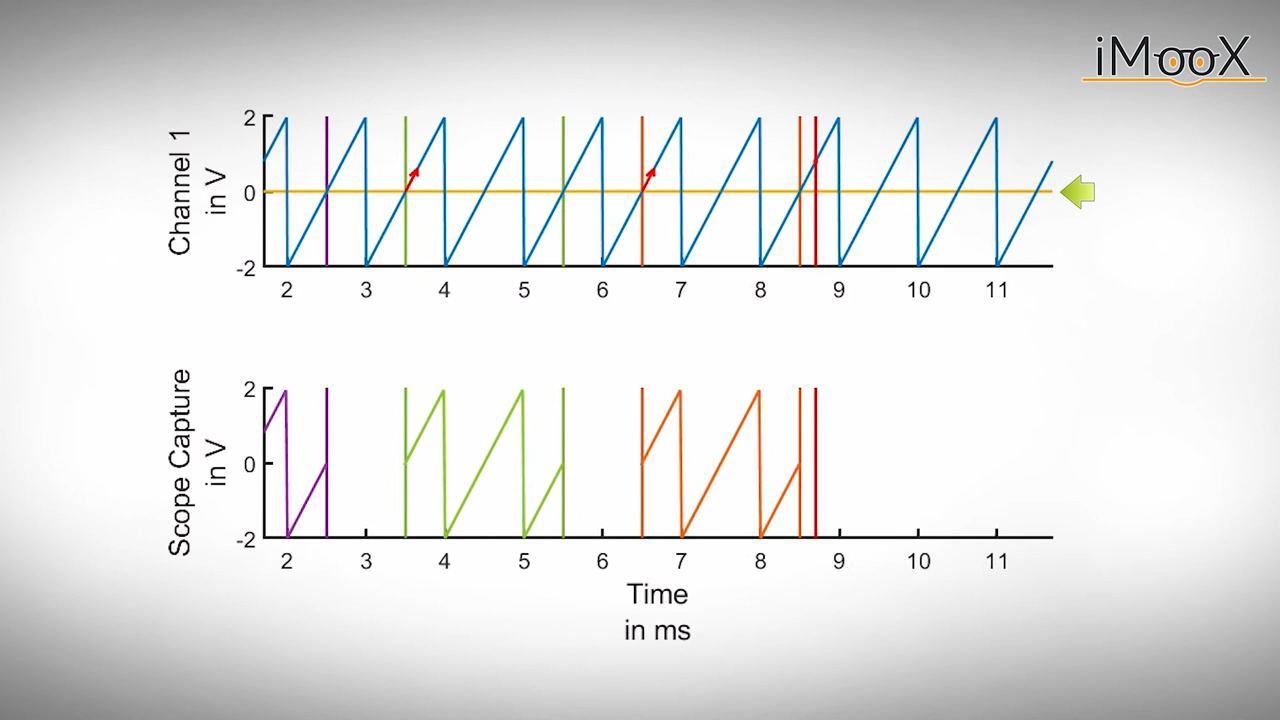 iMooX
Channel 1
in V
2
0
-2
2 3 4 5 6 7 8 9 10 11
Scope Capture
in V
2
0
-2
2 3 4 5 6 7 8 9 10 11
Time
in ms